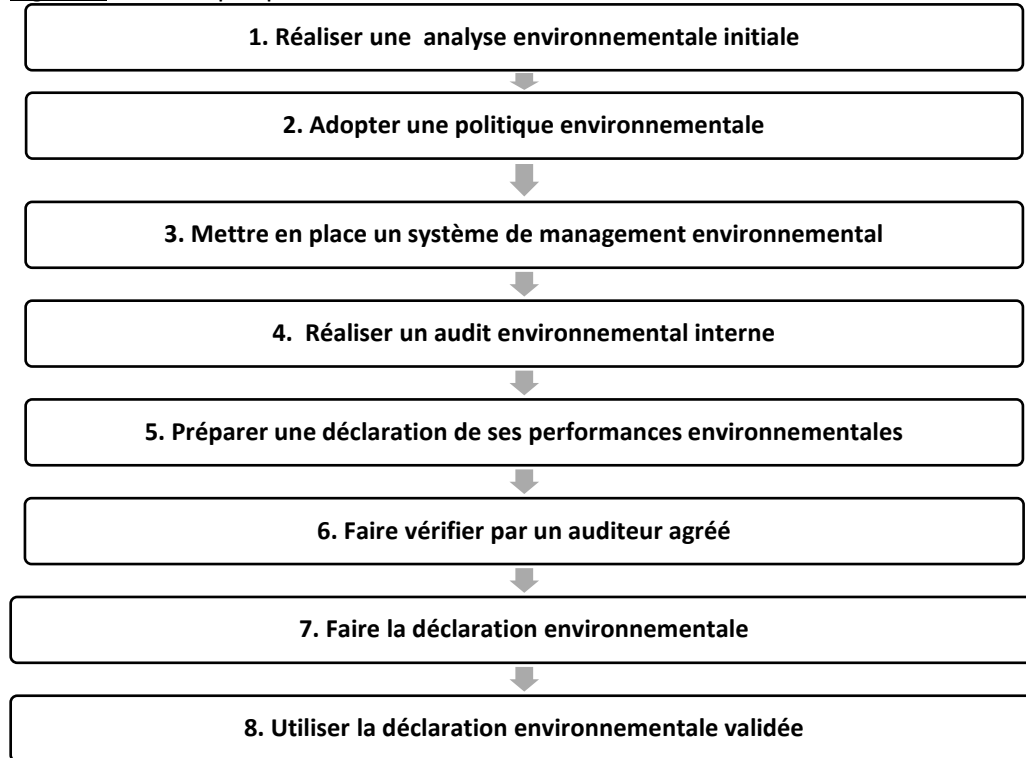 1. Réaliser une analyse environnementale initiale
2. Adopter une politique environnementale
3. Mettre en place un système de management environnemental
4. Réaliser un audit environnemental interne
5. Préparer une déclaration de ses performances environnementales
6. Faire vérifier par un auditeur agréé
7. Faire la déclaration environnementale
8. Utiliser la déclaration environnementale validée